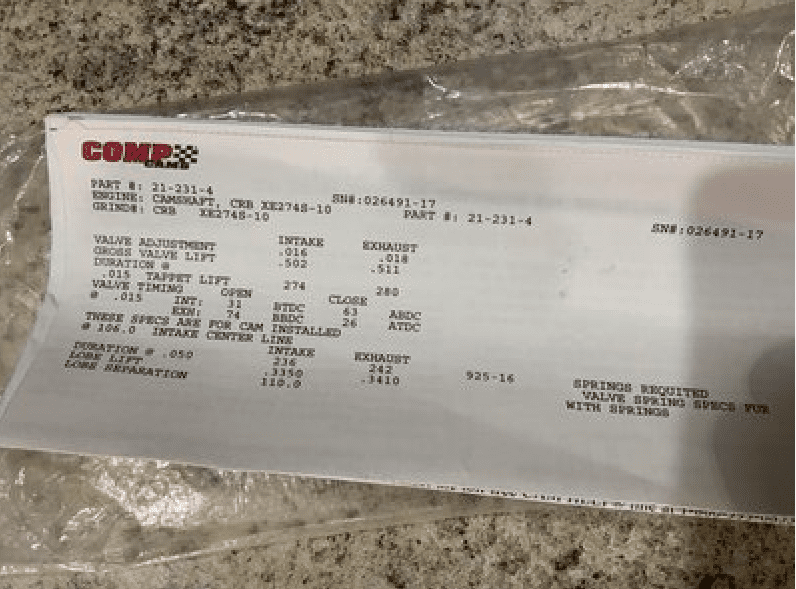 COMP
CAMS
PART #: 21-231-4
ENGINE: CAMSHAFT, CRB XE274S-10 SN#:026491-17
GRIND#: CRB XE274S-10 PART #: 21-231-4 SN#:026491-17
INTAKE EXHAUST
VALVE ADJUSTMENT .016 .018
GROSS VALVE LIFT .502 .511
DURATION @
.015 TAPPET LIFT 274 280
VALVE TIMING OPEN CLOSE
@ .015 INT: 31 BTDC 63 ABDC
EXH: 74 BBDC 26 ATDC
THESE SPECS ARE FOR CAM INSTALLED
@ 106.0 INTAKE CENTER LINE
INTAKE EXHAUST
DURATION @ .050 236 242
LOBE LIFT .3350 .3410
LOBE SEPARATION 110.0
925-16 SPRINGS REQUITED
VALVE SPRING SPECS FUR
WITH SPRINGS